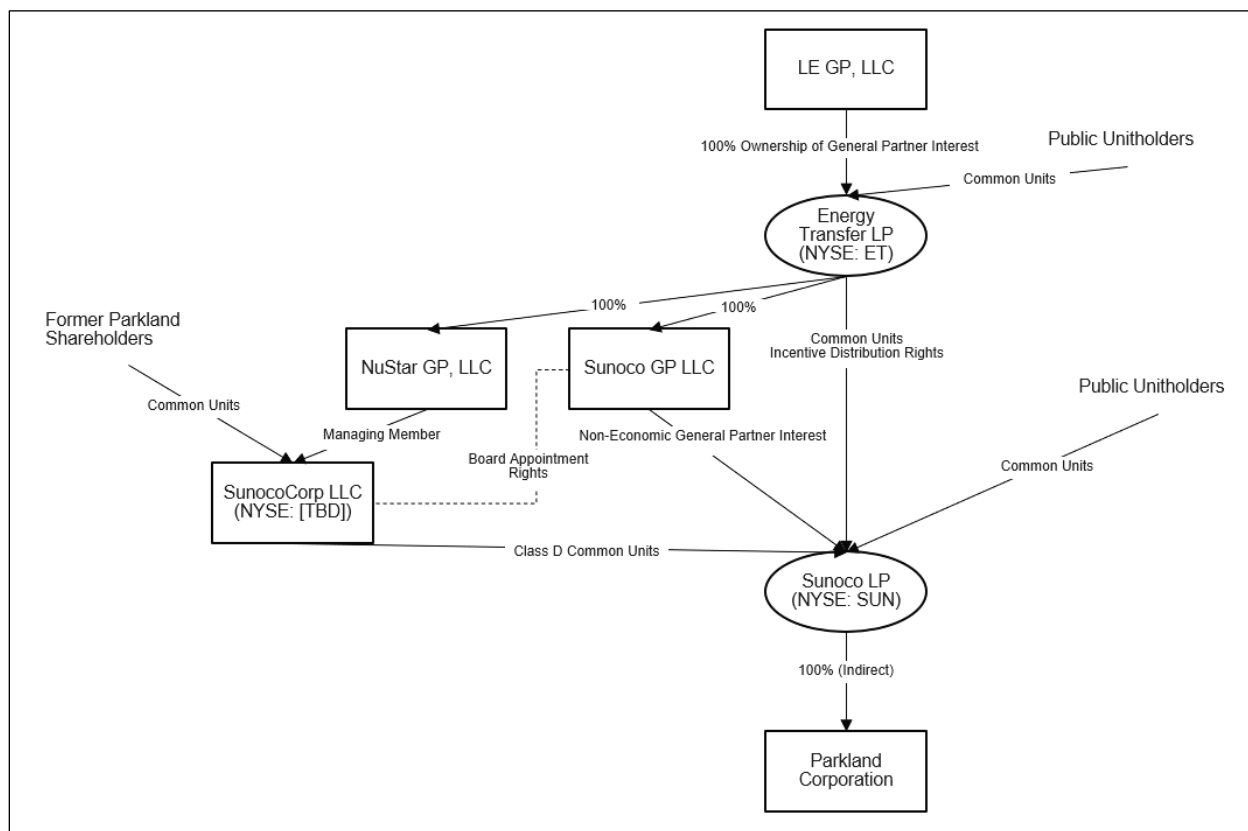 LE GP, LLC
100% Ownership of General Partner Interest
Public Unitholders
Common Units
Energy
Transfer LP
(NYSE: ET)
100%
100%
Former Parkland
Shareholders
Common Units
NuStar GP, LLC
Sunoco GP LLC
Common Units
Incentive Distribution Rights
Public Unitholders
Managing Member
Non-Economic General Partner Interest
Board Appointment
Rights
Common Units
SunocoCorp LLC
(NYSE: [TBD])
Class D Common Units
Sunoco LP
(NYSE: SUN)
100% (Indirect)
Parkland
Corporation